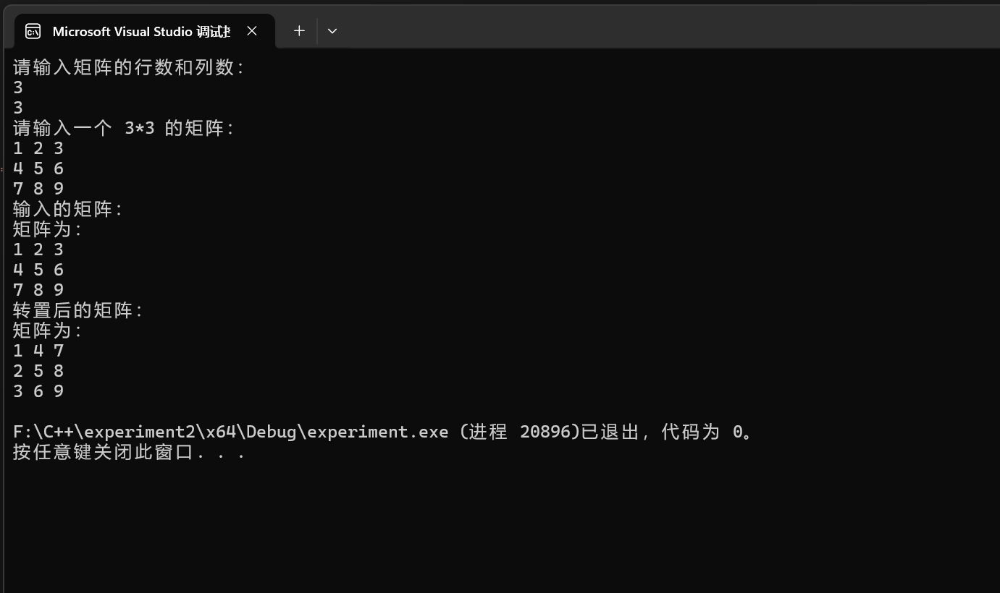 Microsoft Visual Studio 调试
请输入矩阵的行数和列数：
3
3
请输入一个 3*3 的矩阵：
1 2 3
4 5 6
7 8 9
输入的矩阵：
矩阵为：
1 2 3
4 5 6
7 8 9
转置后的矩阵：
矩阵为：
1 4 7
2 5 8
3 6 9
F:\C++\experiment2\x64\Debug\experiment.exe (进程 20896)已退出，代码为 0。
按任意键关闭此窗口. . .